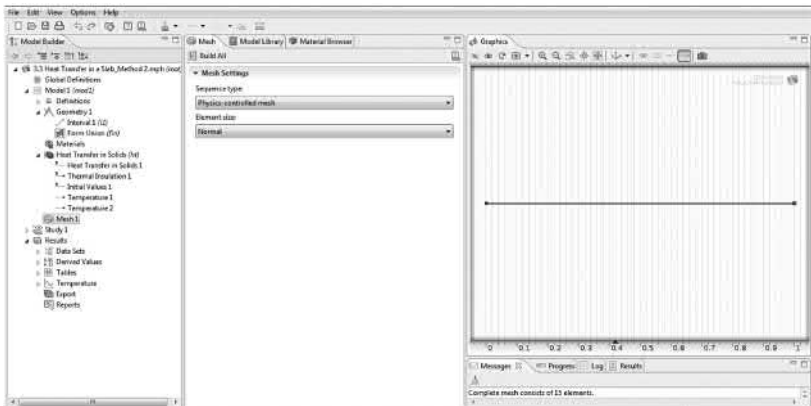 File Edit View Options Help
Model Builder
3.3 Heat Transfer in a Slab_Method 2.mph (root)
Global Definitions
Model 1 (mod1)
Definitions
Geometry 1
Interval 1 (i1)
Form Union (fin)
Materials
Heat Transfer in Solids (ht)
Heat Transfer in Solids 1
Thermal Insulation 1
Initial Values 1
Temperature 1
Temperature 2
Mesh 1
Study 1
Results
Data Sets
Derived Values
Tables
Temperature
Export
Reports
Mesh Model Library Material Browser
Build All
Mesh Settings
Sequence type:
Physics-controlled mesh
Element size:
Normal
Graphics
0 0.1 0.2 0.3 0.4 0.5 0.6 0.7 0.8 0.9 1
Messages Progress Log Results
Complete mesh consists of 15 elements.